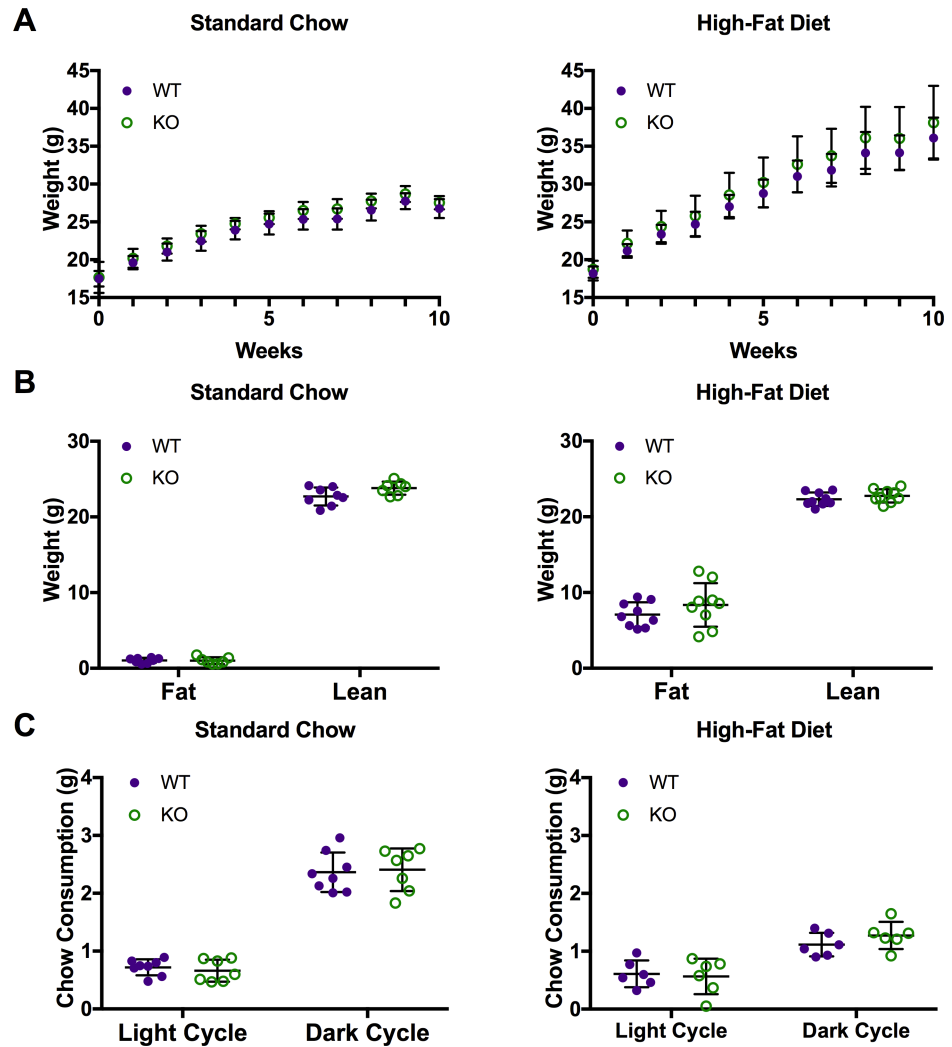 A
Standard Chow
High-Fat Diet
45
40
35
30
25
20
15
Weight (g)
WT
KO
0
5
10
Weeks
45
40
35
30
25
20
15
Weight (g)
WT
KO
0
5
10
Weeks
B
Standard Chow
High-Fat Diet
30
20
10
0
Weight (g)
WT
KO
Fat
Lean
30
20
10
0
Weight (g)
WT
KO
Fat
Lean
C
Standard Chow
High-Fat Diet
4
3
2
1
0
Chow Consumption (g)
WT
KO
Light Cycle
Dark Cycle
4
3
2
1
0
Chow Consumption (g)
WT
KO
Light Cycle
Dark Cycle